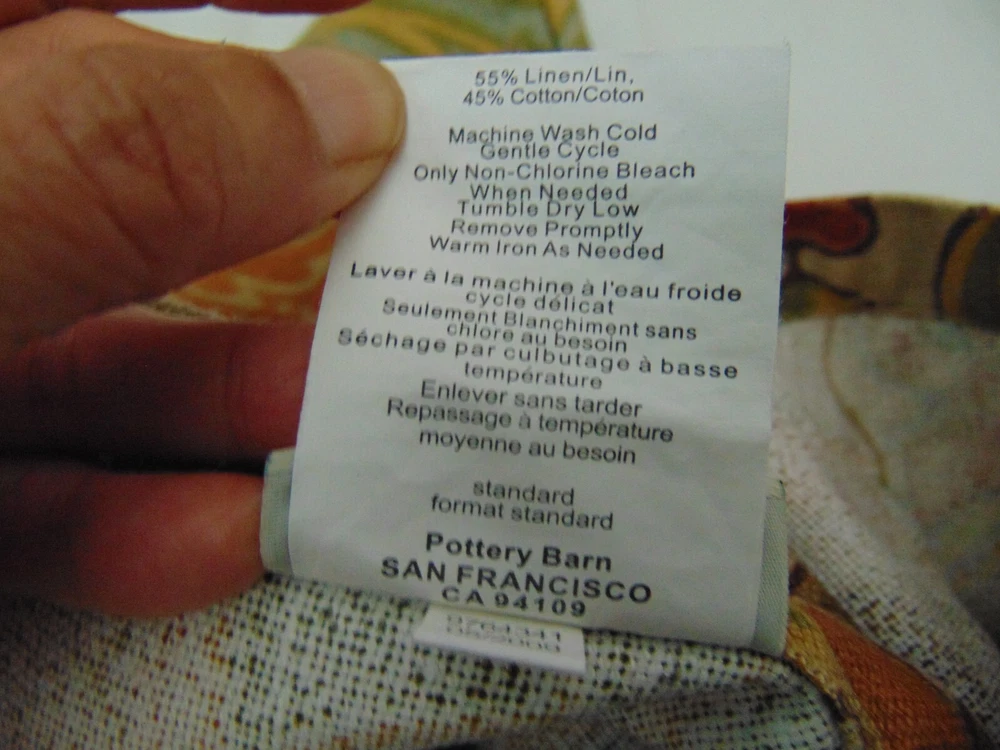 55% Linen/Lin,
45% Cotton/Coton
Machine Wash Cold
Gentle Cycle
Only Non-Chlorine Bleach
When Needed
Tumble Dry Low
Remove Promptly
Warm Iron As Needed
Laver à la machine à l'eau froide
cycle délicat
Seulement Blanchiment sans
chlore au besoin
Séchage par culbutage à basse
température
Enlever sans tarder
Repassage à température
moyenne au besoin
standard
format standard
Pottery Barn
SAN FRANCISCO
CA 94109